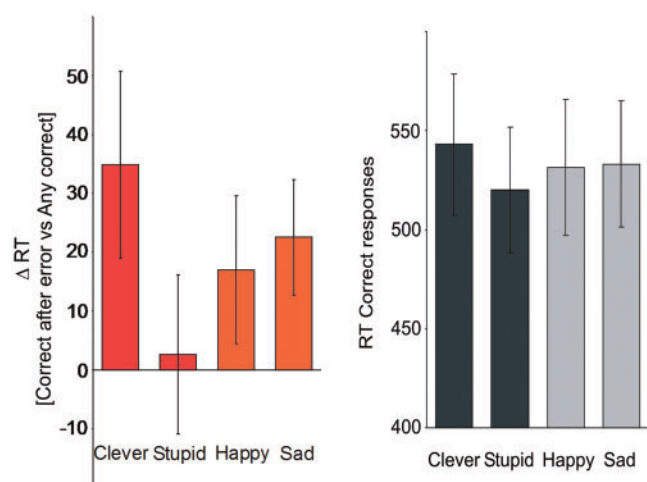 Δ RT
[Correct after error vs Any correct]
50
40
30
20
10
0
-10
Clever Stupid Happy Sad
RT Correct responses
550
500
450
400
Clever Stupid Happy Sad